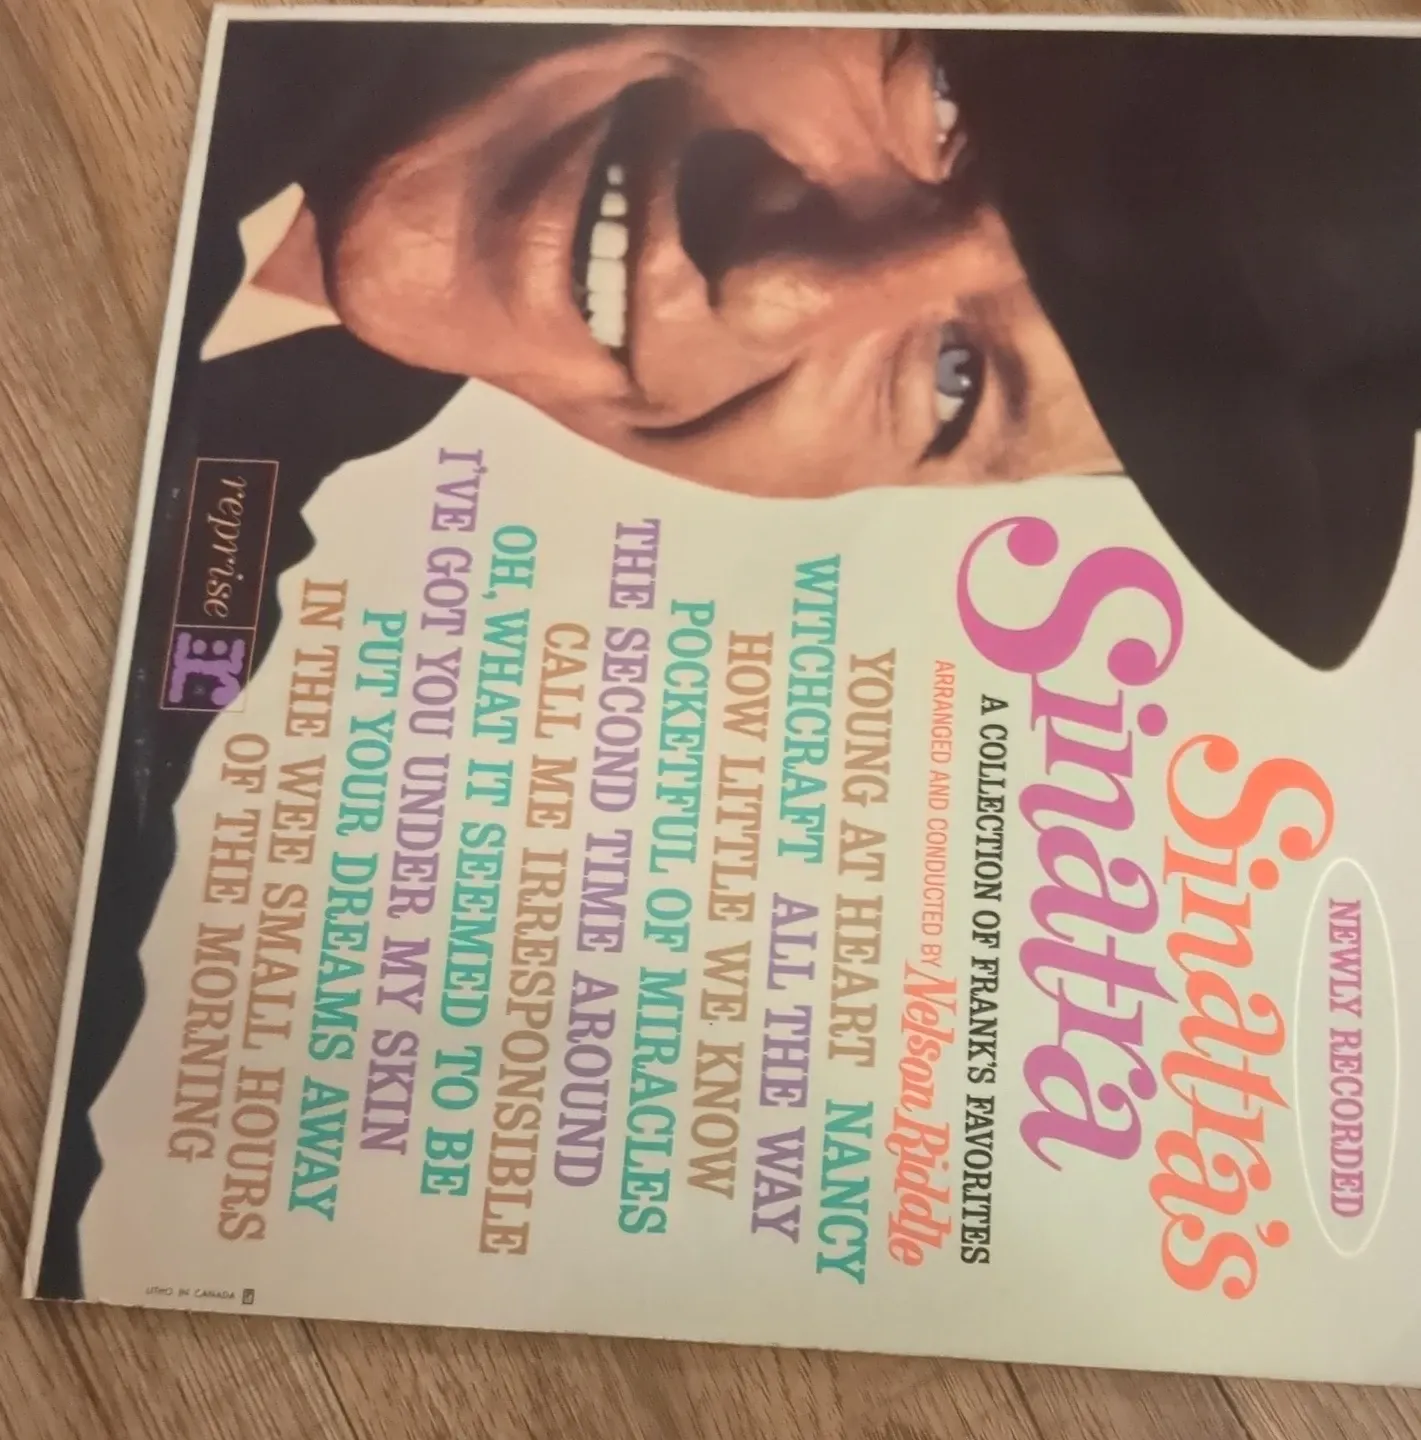 NEWLY RECORDED
Sinatra's
Sinatra
A COLLECTION OF FRANK'S FAVORITES
ARRANGED AND CONDUCTED BY Nelson Riddle
YOUNG AT HEART NANCY
WITCHCRAFT ALL THE WAY
HOW LITTLE WE KNOW
POCKETFUL OF MIRACLES
THE SECOND TIME AROUND
CALL ME IRRESPONSIBLE
OH, WHAT IT SEEMED TO BE
I'VE GOT YOU UNDER MY SKIN
PUT YOUR DREAMS AWAY
IN THE WEE SMALL HOURS
OF THE MORNING
reprise r:
LITHO IN CANADA